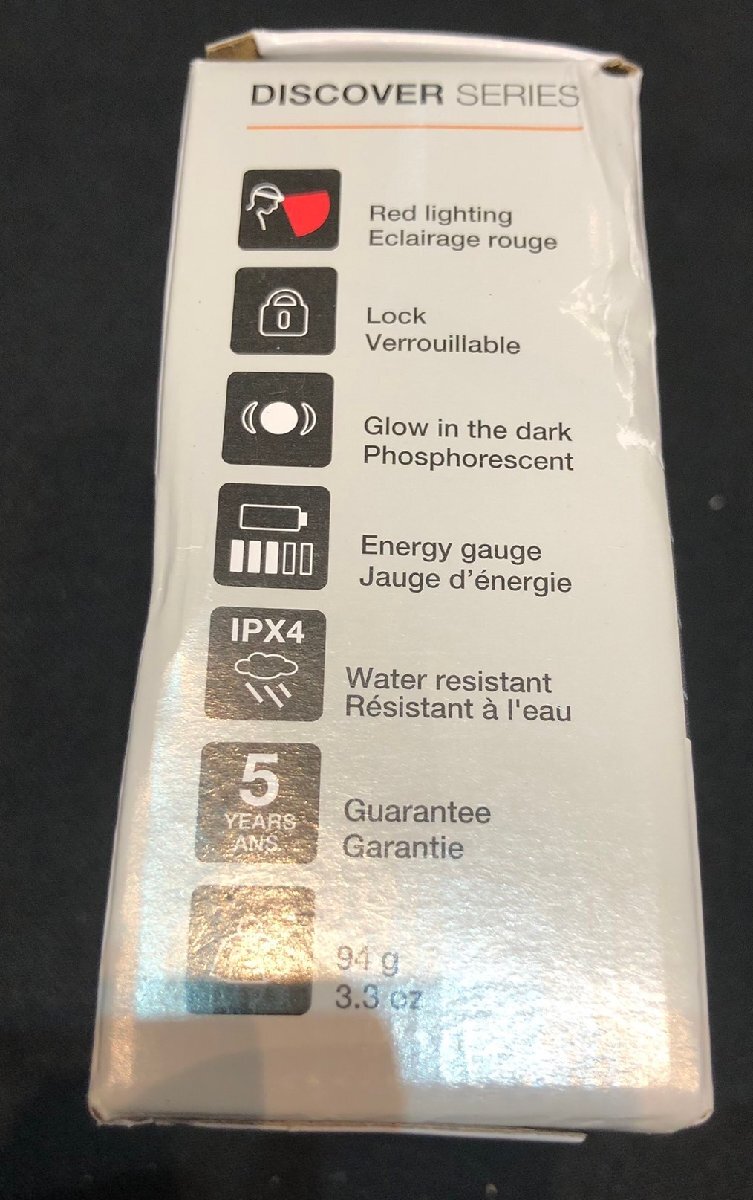 DISCOVER SERIES
Red lighting
Eclairage rouge
Lock
Verrouillable
Glow in the dark
Phosphorescent
Energy gauge
Jauge d'énergie
IPX4
Water resistant
Résistant à l'eau
5
YEARS
ANS
Guarantee
Garantie
94 g
3.3 oz